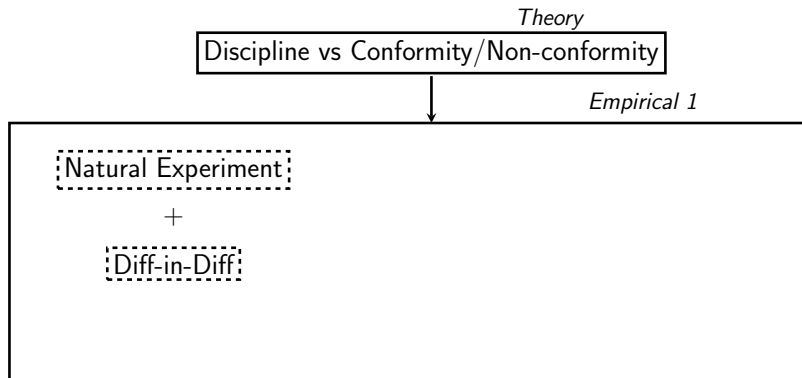 Theory
Discipline vs Conformity/Non-conformity
Empirical 1
Natural Experiment
+
Diff-in-Diff